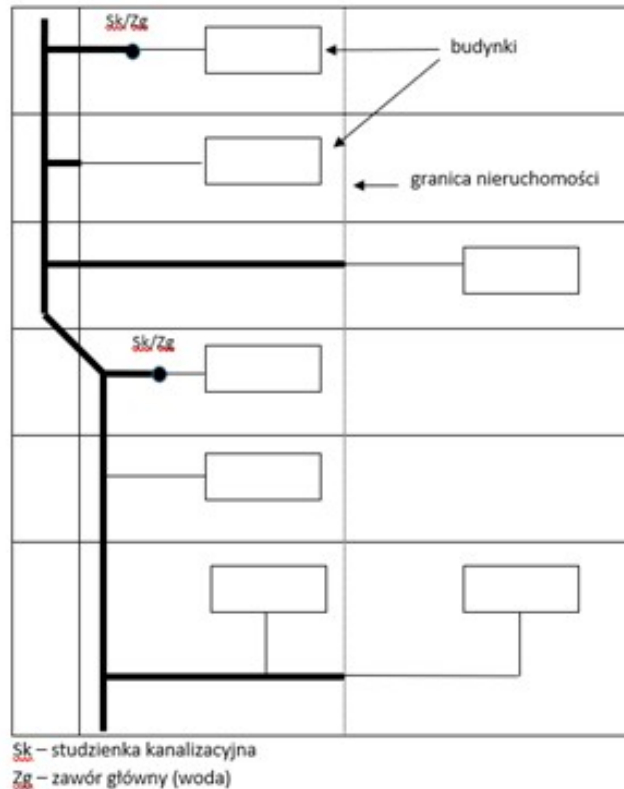 Sk/Zg
budynki
granica nieruchomości
Sk/Zg
Sk – studzienka kanalizacyjna
Zg – zawór główny (woda)